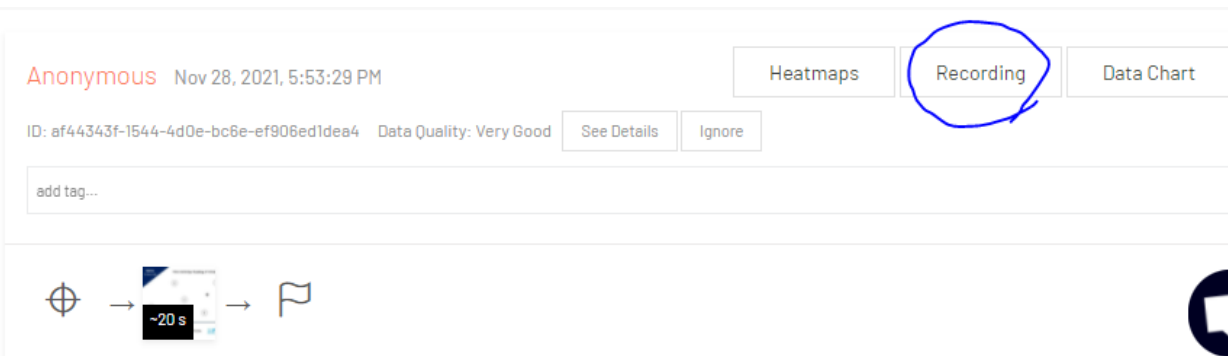 Anonymous Nov 28, 2021, 5:53:29 PM Heatmaps Recording Data Chart
ID: af44343f-1544-4d0e-bc6e-ef906ed1dea4 Data Quality: Very Good See Details Ignore
add tag...
~20 s